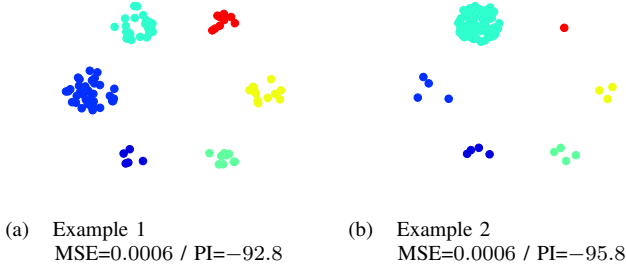 (a) Example 1
MSE=0.0006 / PI=−92.8
(b) Example 2
MSE=0.0006 / PI=−95.8